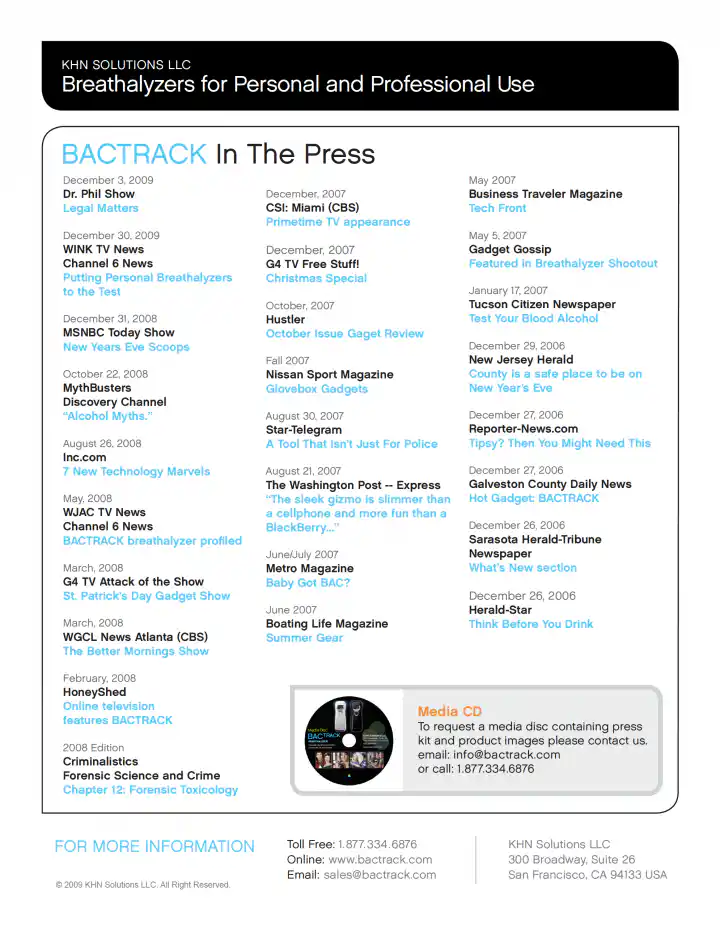 KHN SOLUTIONS LLC
Breathalyzers for Personal and Professional Use
BACTRACK In The Press
December 3, 2009
Dr. Phil Show
Legal Matters
December 30, 2009
WINK TV News
Channel 6 News
Putting Personal Breathalyzers
to the Test
December 31, 2008
MSNBC Today Show
New Years Eve Scoops
October 22, 2008
MythBusters
Discovery Channel
“Alcohol Myths.”
August 26, 2008
Inc.com
7 New Technology Marvels
May, 2008
WJAC TV News
Channel 6 News
BACTRACK breathalyzer profiled
March, 2008
G4 TV Attack of the Show
St. Patrick's Day Gadget Show
March, 2008
WGCL News Atlanta (CBS)
The Better Mornings Show
February, 2008
HoneyShed
Online television
features BACTRACK
2008 Edition
Criminalistics
Forensic Science and Crime
Chapter 12: Forensic Toxicology
December, 2007
CSI: Miami (CBS)
Primetime TV appearance
December, 2007
G4 TV Free Stuff!
Christmas Special
October, 2007
Hustler
October Issue Gaget Review
Fall 2007
Nissan Sport Magazine
Glovebox Gadgets
August 30, 2007
Star-Telegram
A Tool That Isn't Just For Police
August 21, 2007
The Washington Post -- Express
“The sleek gizmo is slimmer than
a cellphone and more fun than a
BlackBerry...”
June/July 2007
Metro Magazine
Baby Got BAC?
June 2007
Boating Life Magazine
Summer Gear
May 2007
Business Traveler Magazine
Tech Front
May 5, 2007
Gadget Gossip
Featured in Breathalyzer Shootout
January 17, 2007
Tucson Citizen Newspaper
Test Your Blood Alcohol
December 29, 2006
New Jersey Herald
County is a safe place to be on
New Year's Eve
December 27, 2006
Reporter-News.com
Tipsy? Then You Might Need This
December 27, 2006
Galveston County Daily News
Hot Gadget: BACTRACK
December 26, 2006
Sarasota Herald-Tribune
Newspaper
What's New section
December 26, 2006
Herald-Star
Think Before You Drink
Media Disc
BACTRACK
Media CD
To request a media disc containing press
kit and product images please contact us.
email: info@bactrack.com
or call: 1.877.334.6876
FOR MORE INFORMATION
© 2009 KHN Solutions LLC. All Right Reserved.
Toll Free: 1.877.334.6876
Online: www.bactrack.com
Email: sales@bactrack.com
KHN Solutions LLC
300 Broadway, Suite 26
San Francisco, CA 94133 USA